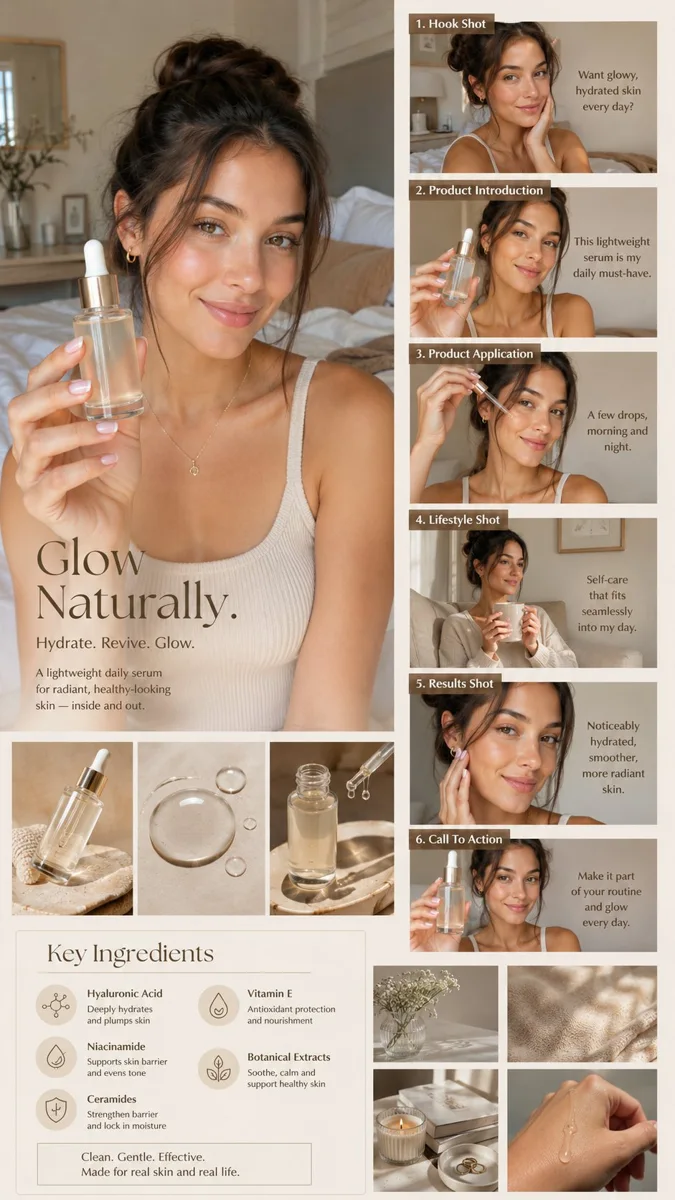 Glow
Naturally.
Hydrate. Revive. Glow.
A lightweight daily serum
for radiant, healthy-looking
skin — inside and out.
1. Hook Shot
Want glowy,
hydrated skin
every day?
2. Product Introduction
This lightweight
serum is my
daily must-have.
3. Product Application
A few drops,
morning and
night.
4. Lifestyle Shot
Self-care
that fits
seamlessly
into my day.
5. Results Shot
Noticeably
hydrated,
smoother,
more radiant
skin.
6. Call To Action
Make it part
of your routine
and glow
every day.
Key Ingredients
Hyaluronic Acid
Deeply hydrates
and plumps skin
Niacinamide
Supports skin barrier
and evens tone
Ceramides
Strengthen barrier
and lock in moisture
Vitamin E
Antioxidant protection
and nourishment
Botanical Extracts
Soothe, calm and
support healthy skin
Clean. Gentle. Effective.
Made for real skin and real life.